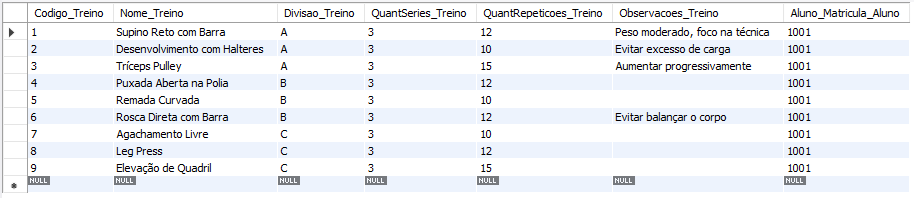 Codigo_Treino Nome_Treino Divisao_Treino QuantSeries_Treino QuantRepeticoes_Treino Observacoes_Treino Aluno_Matricula_Aluno
1 Supino Reto com Barra A 3 12 Peso moderado, foco na técnica 1001
2 Desenvolvimento com Halteres A 3 10 Evitar excesso de carga 1001
3 Tríceps Pulley A 3 15 Aumentar progressivamente 1001
4 Puxada Aberta na Polia B 3 12 1001
5 Remada Curvada B 3 10 1001
6 Rosca Direta com Barra B 3 12 Evitar balançar o corpo 1001
7 Agachamento Livre C 3 10 1001
8 Leg Press C 3 12 1001
9 Elevação de Quadril C 3 15 1001
NULL NULL NULL NULL NULL NULL NULL